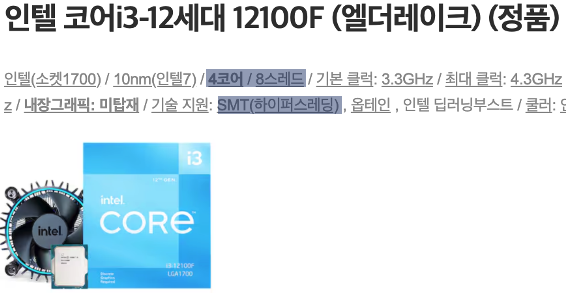 인텔 코어i3-12세대 12100F (엘더레이크) (정품)
인텔(소켓1700) / 10nm(인텔7) / 4코어 / 8스레드 / 기본 클럭: 3.3GHz / 최대 클럭: 4.3GHz
z / 내장그래픽: 미탑재 / 기술 지원: SMT(하이퍼스레딩) , 옵테인 , 인텔 딥러닝부스트 / 쿨러:
i3
intel
CORE
intel
i3-12100F
LGA1700